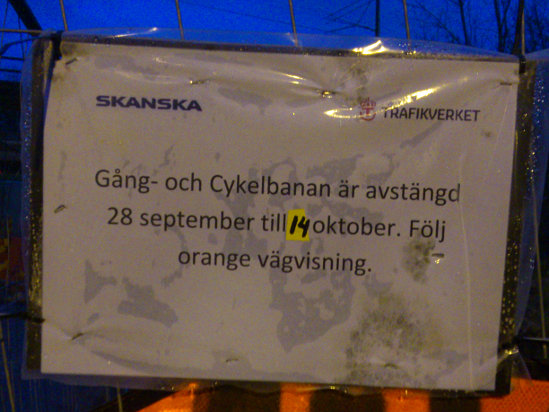 SKANSKA TRAFIKVERKET
Gång- och Cykelbanan är avstängd
28 september till 14 oktober. Följ
orange vägvisning.